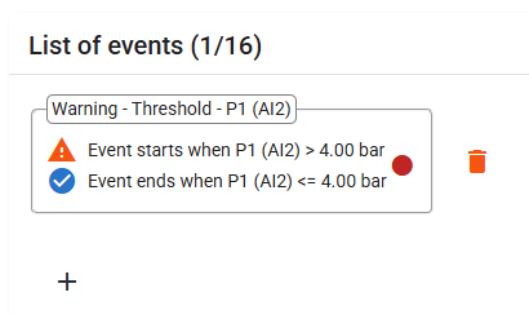 List of events (1/16)
Warning - Threshold - P1 (AI2)
Event starts when P1 (AI2) > 4.00 bar
Event ends when P1 (AI2) <= 4.00 bar
+